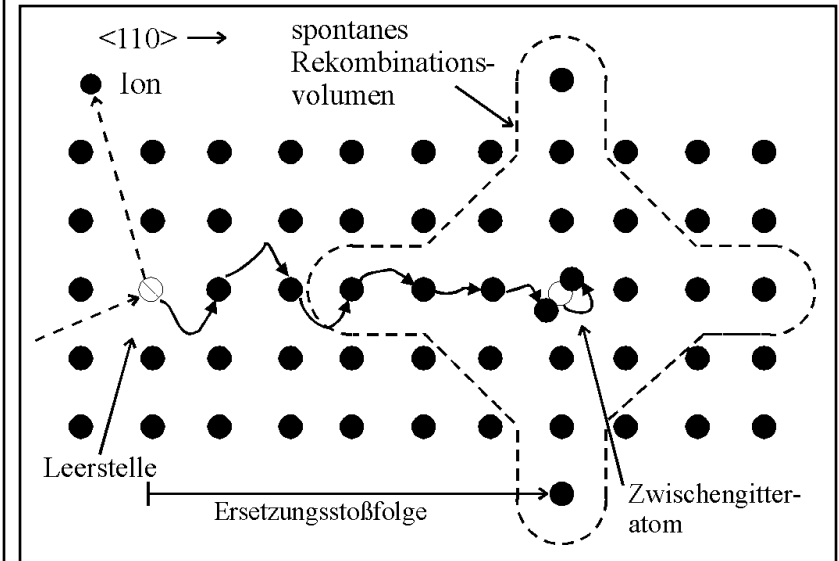 <110>
spontanes
Rekombinations-
volumen
Ion
Leerstelle
Ersetzungsstoßfolge
Zwischengitter-
atom